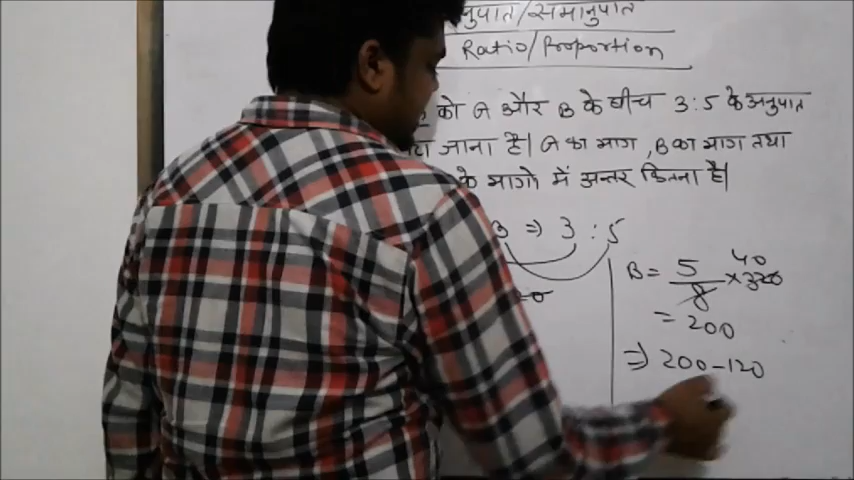 अनुपात/समानुपात
Ratio/Proportion
को A और B के बीच 3:5 के अनुपात
जाना है। A का भाग, B का भाग तथा
के भागो में अन्तर कितना है।
B ⇒ 3 : 5
B = 5/8 × 320 40
= 200
⇒ 200-120